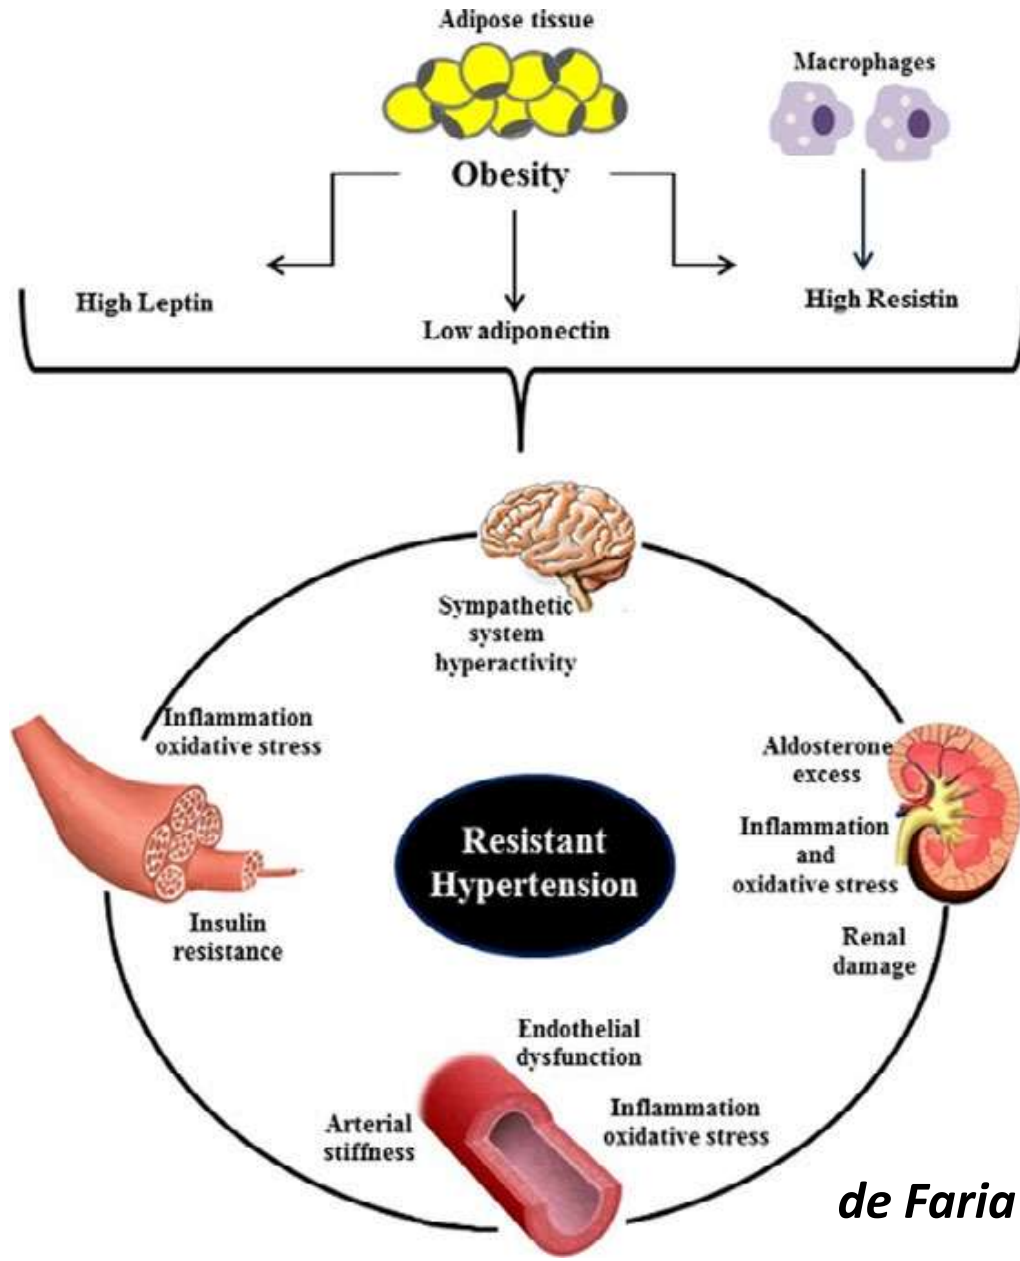 Adipose tissue
Macrophages
Obesity
High Leptin
Low adiponectin
High Resistin
Sympathetic
system
hyperactivity
Inflammation
oxidative stress
Insulin
resistance
Aldosterone
excess
Inflammation
and
oxidative stress
Renal
damage
Resistant
Hypertension
Endothelial
dysfunction
Arterial
stiffness
Inflammation
oxidative stress
de Faria